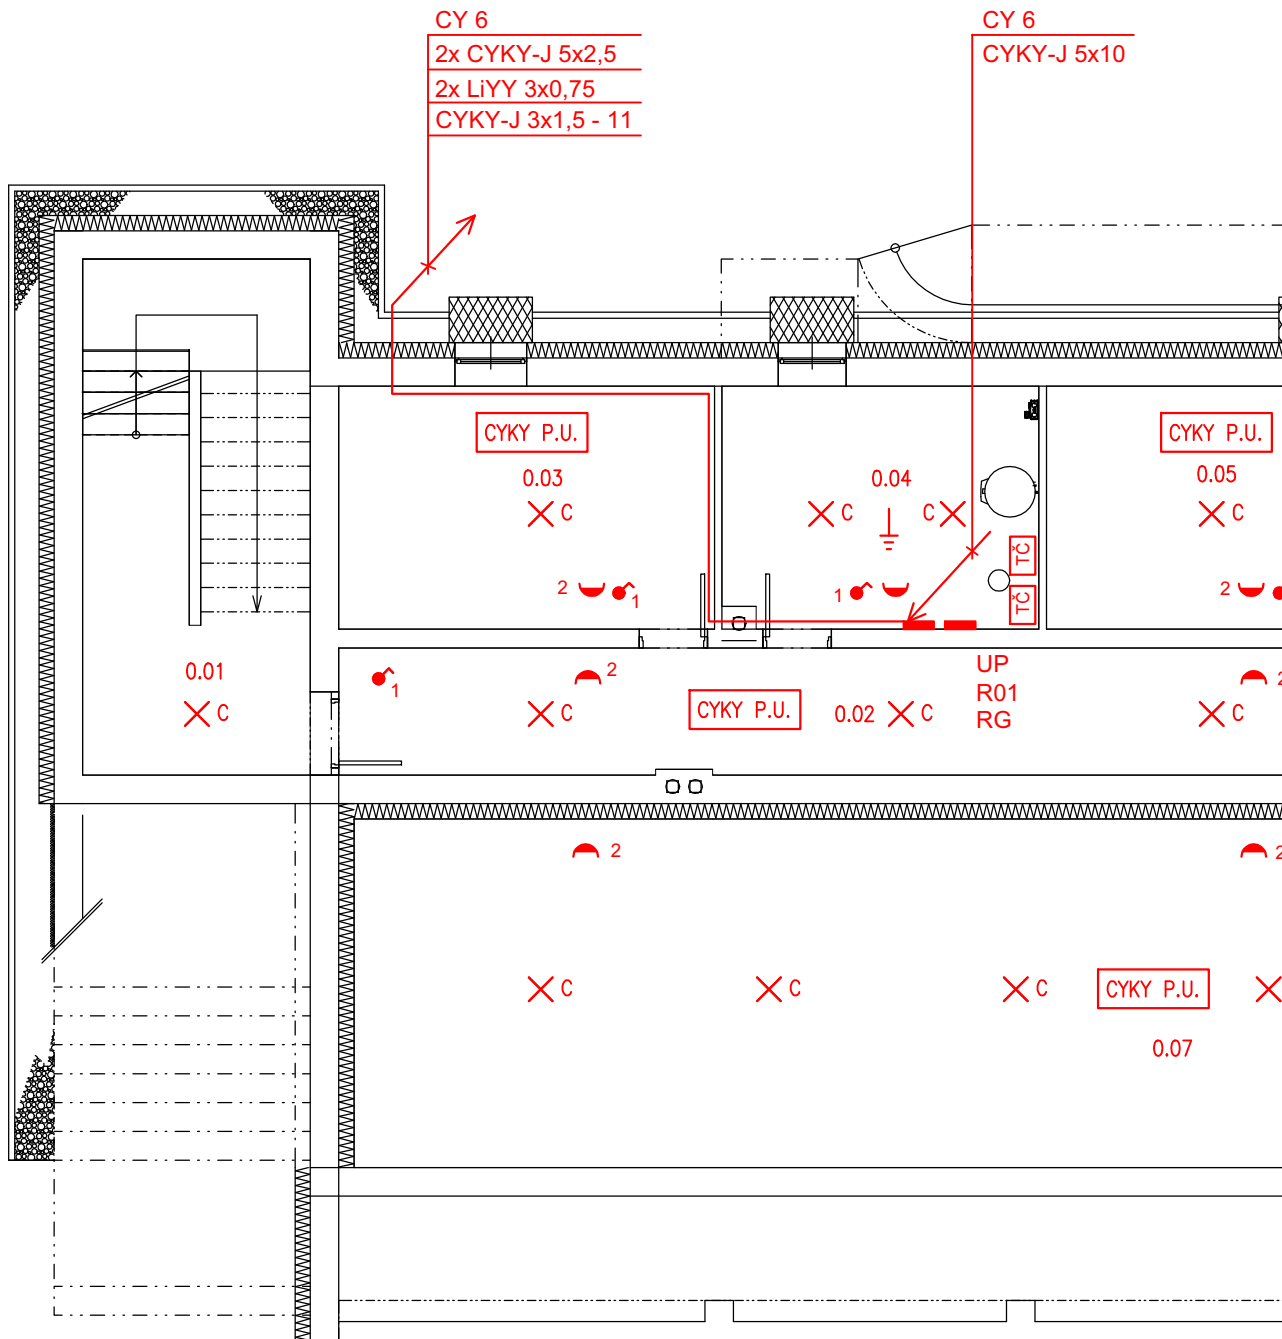 CY 6
2x CYKY-J 5x2,5
2x LiYY 3x0,75
CYKY-J 3x1,5 - 11
CY 6
CYKY-J 5x10
CYKY P.U.
0.03
C
2
1
0.04
C
C
1
TČ
TČ
CYKY P.U.
0.05
C
2
0.01
C
1
2
C
CYKY P.U.
0.02
C
UP
R01
RG
2
C
2
2
C
C
C
CYKY P.U.
0.07